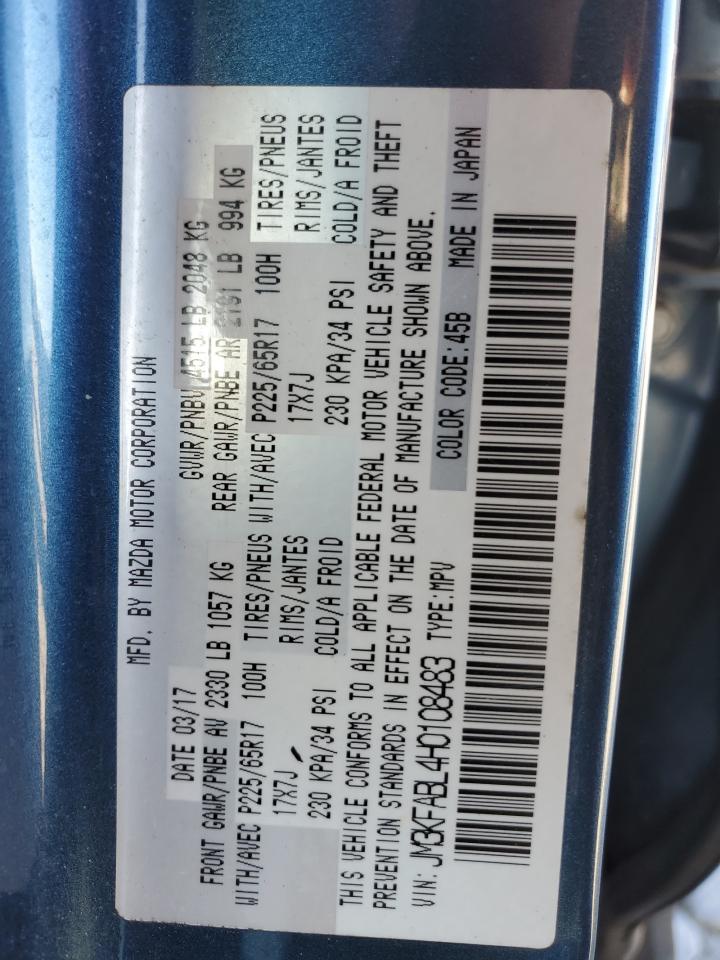 MFD. BY MAZDA MOTOR CORPORATION
DATE 03/17 GVWR/PNBV 4515 LB 2048 KG
FRONT GAWR/PNBE AV 2330 LB 1057 KG REAR GAWR/PNBE AR 2191 LB 994 KG
WITH/AVEC P225/65R17 100H TIRES/PNEUS WITH/AVEC P225/65R17 100H TIRES/PNEUS
17X7J RIMS/JANTES 17X7J RIMS/JANTES
230 KPA/34 PSI COLD/A FROID 230 KPA/34 PSI COLD/A FROID
THIS VEHICLE CONFORMS TO ALL APPLICABLE FEDERAL MOTOR VEHICLE SAFETY AND THEFT
PREVENTION STANDARDS IN EFFECT ON THE DATE OF MANUFACTURE SHOWN ABOVE.
VIN: JM3KFABL4H0108483 TYPE:MPV COLOR CODE:45B MADE IN JAPAN